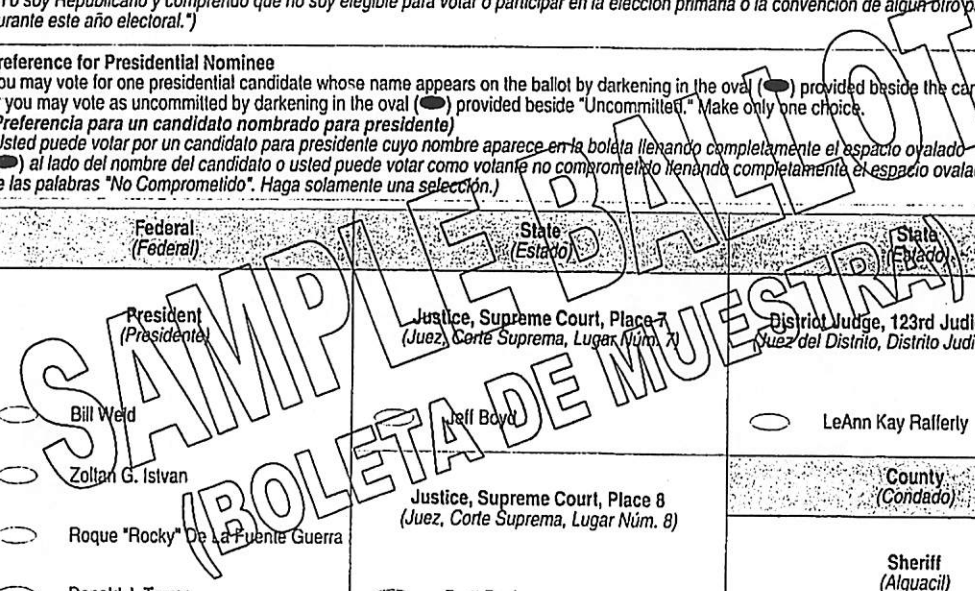 "Yo soy Republicano y comprendo que no soy elegible para votar o participar en la elección primaria o la convención de algún otro
durante este año electoral.")
Preference for Presidential Nominee
You may vote for one presidential candidate whose name appears on the ballot by darkening in the oval ( ) provided beside the
or you may vote as uncommitted by darkening in the oval ( ) provided beside "Uncommitted." Make only one choice.
(Preferencia para un candidato nombrado para presidente)
(Usted puede votar por un candidato para presidente cuyo nombre aparece en la boleta llenando completamente el espacio ovalado
( ) al lado del nombre del candidato o usted puede votar como votante no comprometido llenando completamente el espacio
de las palabras "No Comprometido". Haga solamente una selección.)
SAMPLE BALLOT
(BOLETA DE MUESTRA)
Federal
(Federal)
President
(Presidente)
Bill Weld
Zoltan G. Istvan
Roque "Rocky" De La Fuente Guerra
State
(Estado)
Justice, Supreme Court, Place 7
(Juez, Corte Suprema, Lugar Núm. 7)
Jeff Boyd
Justice, Supreme Court, Place 8
(Juez, Corte Suprema, Lugar Núm. 8)
State
(Estado)
District Judge, 123rd
(Juez del Distrito, Distrito
LeAnn Kay Rafferty
County
(Condado)
Sheriff
(Alguacil)